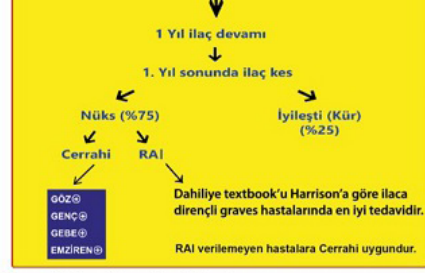 1 Yıl ilaç devamı
1. Yıl sonunda ilaç kes
Nüks (%75)
İyileşti (Kür)
(%25)
Cerrahi
RAİ
GÖZ⊕
GENÇ⊕
GEBE⊕
EMZİREN⊕
Dahiliye textbook'u Harrison'a göre ilaca
dirençli graves hastalarında en iyi tedavidir.
RAI verilemeyen hastalara Cerrahi uygundur.